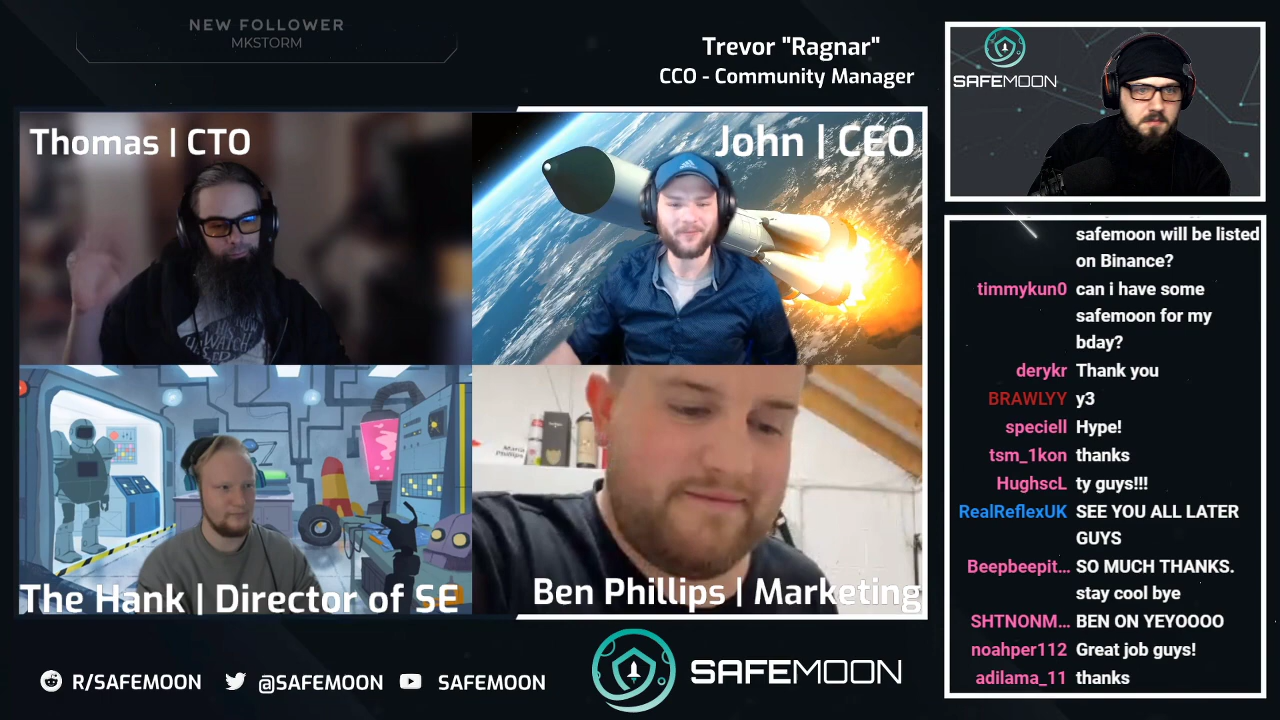 NEW FOLLOWER
MKSTORM
Trevor "Ragnar"
CCO - Community Manager
Thomas | CTO
John | CEO
The Hank | Director of SE
Maria
Phillips
Ben Phillips | Marketing
R/SAFEMOON
@SAFEMOON
SAFEMOON
SAFEMOON
SAFEMOON
safemoon will be listed
on Binance?
timmykun0 can i have some
safemoon for my
bday?
derykr Thank you
BRAWLYY y3
speciell Hype!
tsm_1kon thanks
HughscL ty guys!!!
RealReflexUK SEE YOU ALL LATER
GUYS
Beepbeepit... SO MUCH THANKS.
stay cool bye
SHTNONM... BEN ON YEYOOOO
noahper112 Great job guys!
adilama_11 thanks